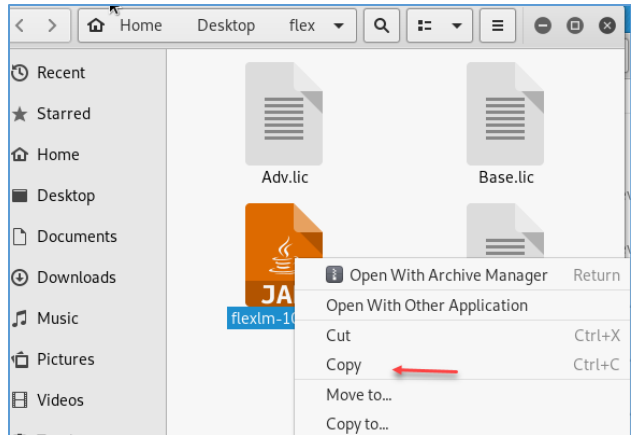 Home Desktop flex
Recent
Starred
Home
Desktop
Documents
Downloads
Music
Pictures
Videos
Adv.lic
Base.lic
JA
flexlm-10
Open With Archive Manager Return
Open With Other Application
Cut Ctrl+X
Copy Ctrl+C
Move to...
Copy to...